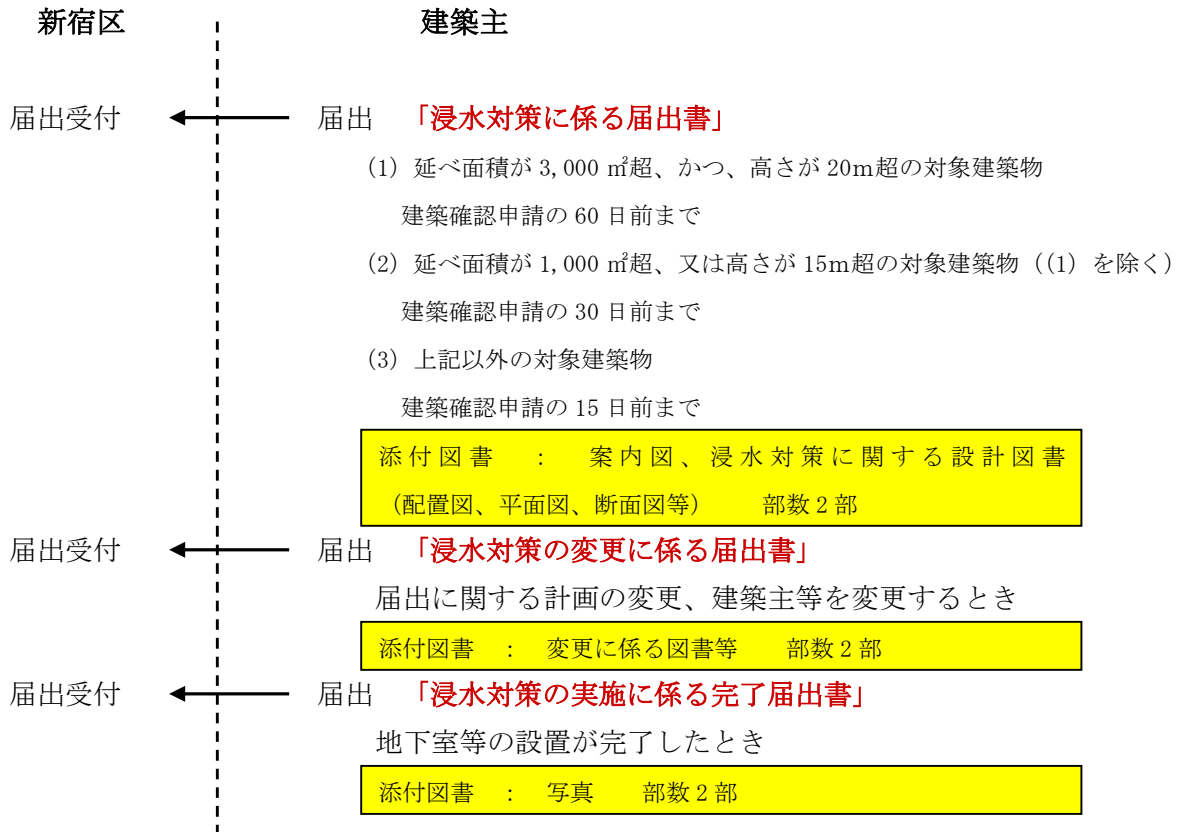 新宿区 建築主
届出受付 届出 「浸水対策に係る届出書」
(1) 延べ面積が 3,000 ㎡超、かつ、高さが 20m超の対象建築物
建築確認申請の 60 日前まで
(2) 延べ面積が 1,000 ㎡超、又は高さが 15m超の対象建築物((1) を除く)
建築確認申請の 30 日前まで
(3) 上記以外の対象建築物
建築確認申請の 15 日前まで
添付図書 : 案内図、浸水対策に関する設計図書
(配置図、平面図、断面図等) 部数2部
届出受付 届出 「浸水対策の変更に係る届出書」
届出に関する計画の変更、建築主等を変更するとき
添付図書 : 変更に係る図書等 部数2部
届出受付 届出 「浸水対策の実施に係る完了届出書」
地下室等の設置が完了したとき
添付図書 : 写真 部数2部